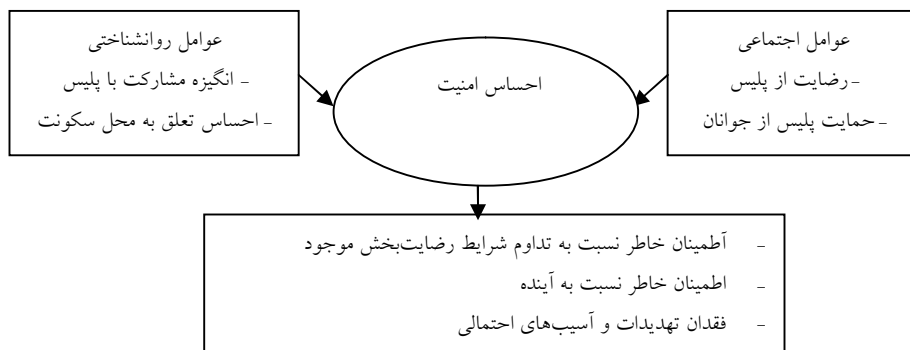 عوامل اجتماعی
- رضایت از پلیس
- حمایت پلیس از جوانان
احساس امنیت
عوامل روانشناختی
- انگیزه مشارکت با پلیس
- احساس تعلق به محل سکونت
- آطمینان خاطر نسبت به تداوم شرایط رضایت‌بخش موجود
- اطمینان خاطر نسبت به آینده
- فقدان تهدیدات و آسیب‌های احتمالی